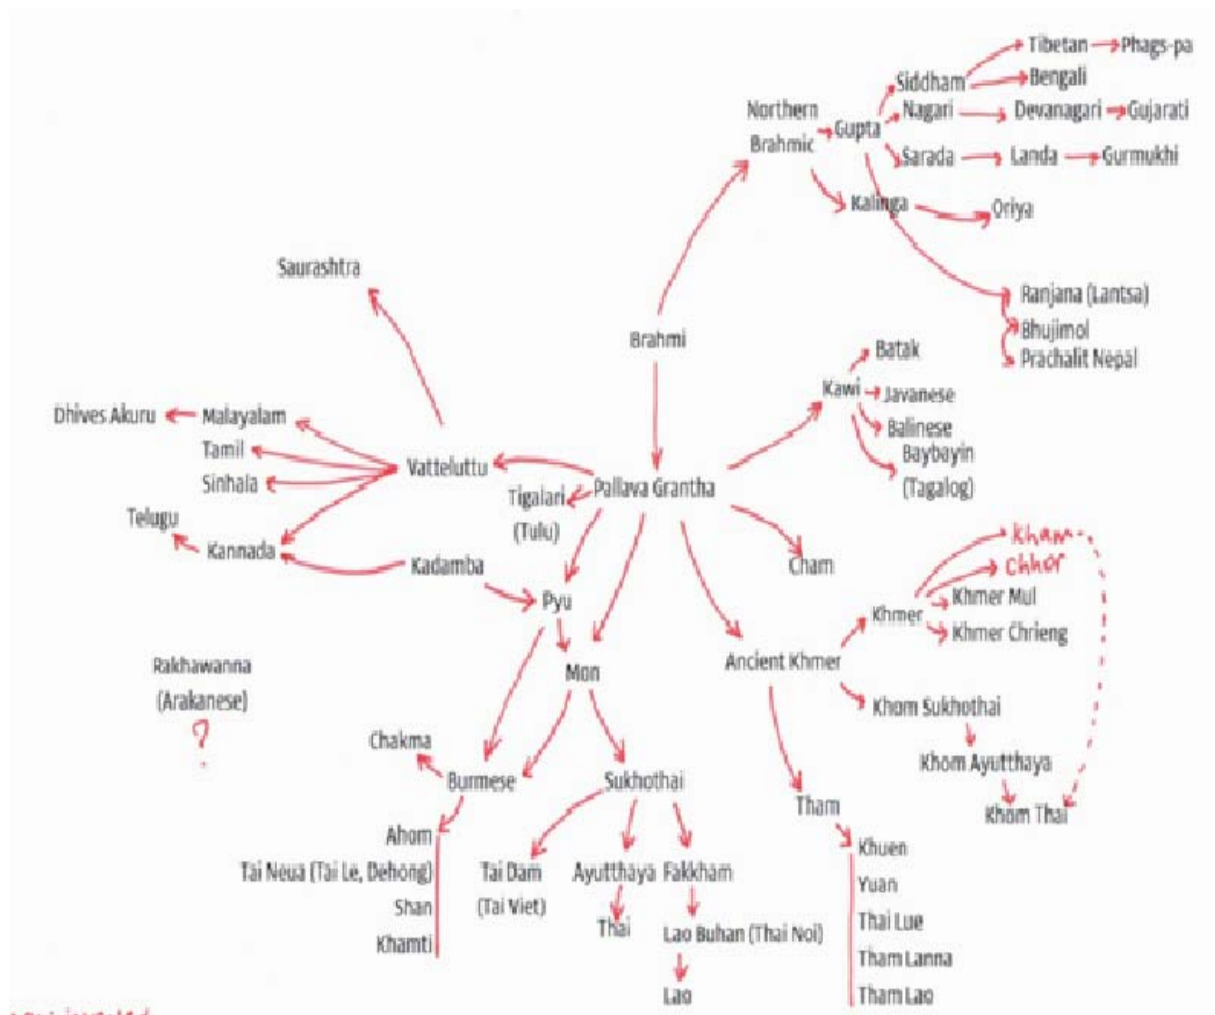 Tibetan
Phags-pa
Siddham
Bengali
Northern
Brahmic
Gupta
Nagari
Devanagari
Gujarati
Sarada
Landa
Gurmukhi
Kalinga
Oriya
Saurashtra
Ranjana (Lantsa)
Bhujimol
Prachalit Nepal
Brahmi
Batak
Kawi
Javanese
Balinese
Baybayin
(Tagalog)
Dhives Akuru
Malayalam
Tamil
Sinhala
Vatteluttu
Telugu
Kannada
Kadamba
Tigalari
(Tulu)
Pallava Grantha
Cham
Pyu
Mon
Kham
Chhor
Khmer
Khmer Mul
Khmer Chrieng
Ancient Khmer
Rakhawanna
(Arakanese)
?
Khom Sukhothai
Khom Ayutthaya
Khom Thai
Chakma
Burmese
Sukhothai
Tham
Ahom
Tai Neua (Tai Le, Dehong)
Shan
Khamti
Tai Dam
(Tai Viet)
Ayutthaya
Fakkham
Thai
Lao Buhan (Thai Noi)
Lao
Khuen
Yuan
Thai Lue
Tham Lanna
Tham Lao